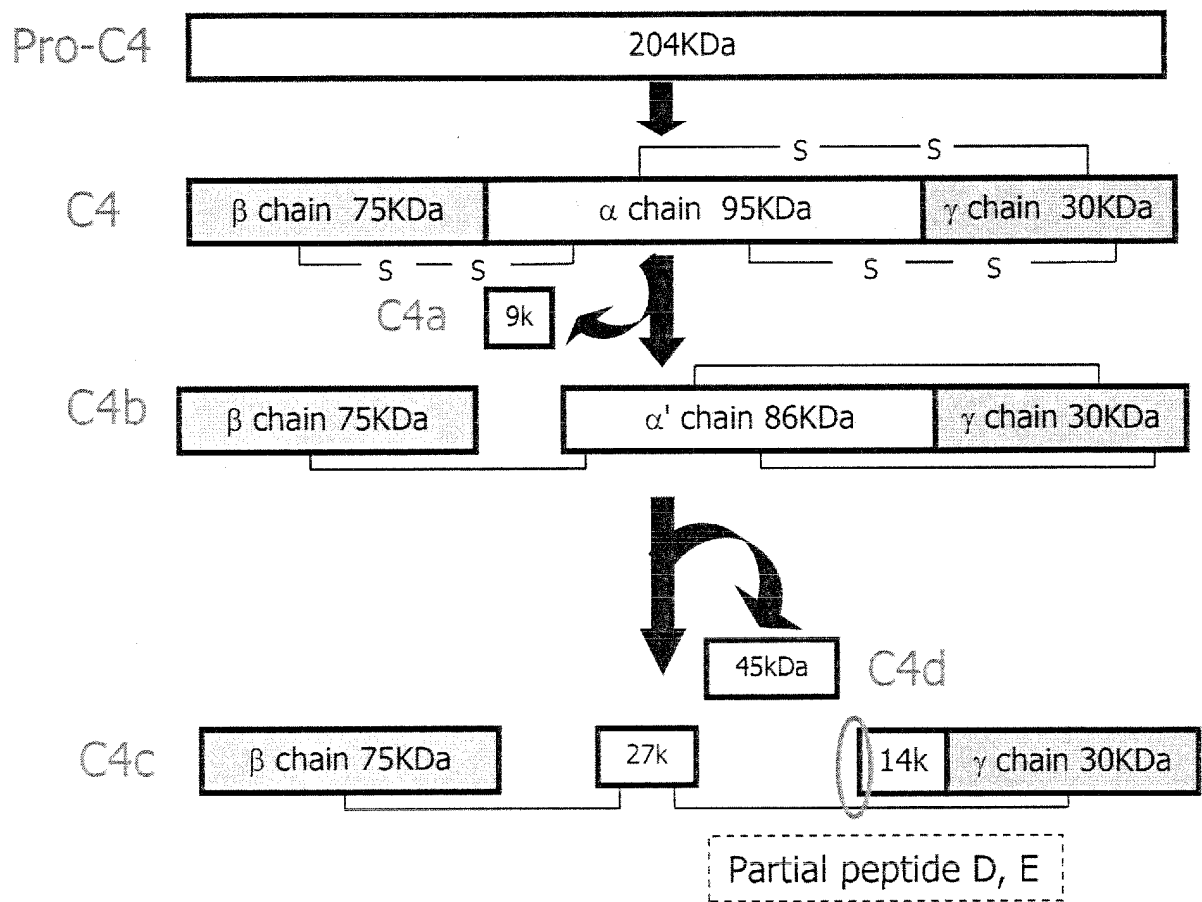 Pro-C4
204KDa
S S
C4
β chain 75KDa
α chain 95KDa
γ chain 30KDa
S S
S S
C4a
9k
C4b
β chain 75KDa
α' chain 86KDa
γ chain 30KDa
45kDa
C4d
C4c
β chain 75KDa
27k
14k
γ chain 30KDa
Partial peptide D, E